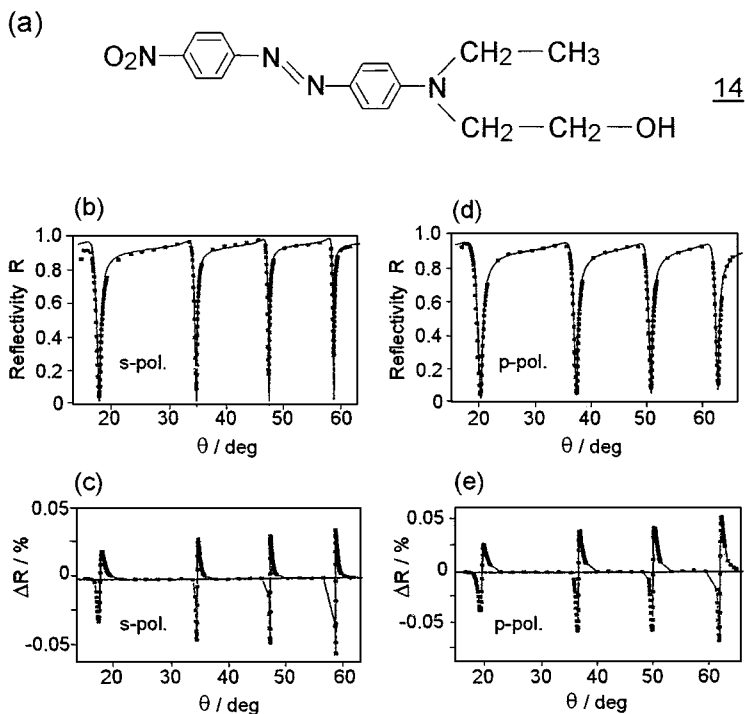 (a)
O2N
N
N
N
CH2—CH3
CH2—CH2—OH
14
(b)
Reflectivity R
1.0
0.8
0.6
0.4
0.2
0
s-pol.
20 30 40 50 60
θ / deg
(d)
Reflectivity R
1.0
0.8
0.6
0.4
0.2
0
p-pol.
20 30 40 50 60
θ / deg
(c)
ΔR / %
0.05
0
-0.05
s-pol.
20 30 40 50 60
θ / deg
(e)
ΔR / %
0.05
0
-0.05
p-pol.
20 30 40 50 60
θ / deg